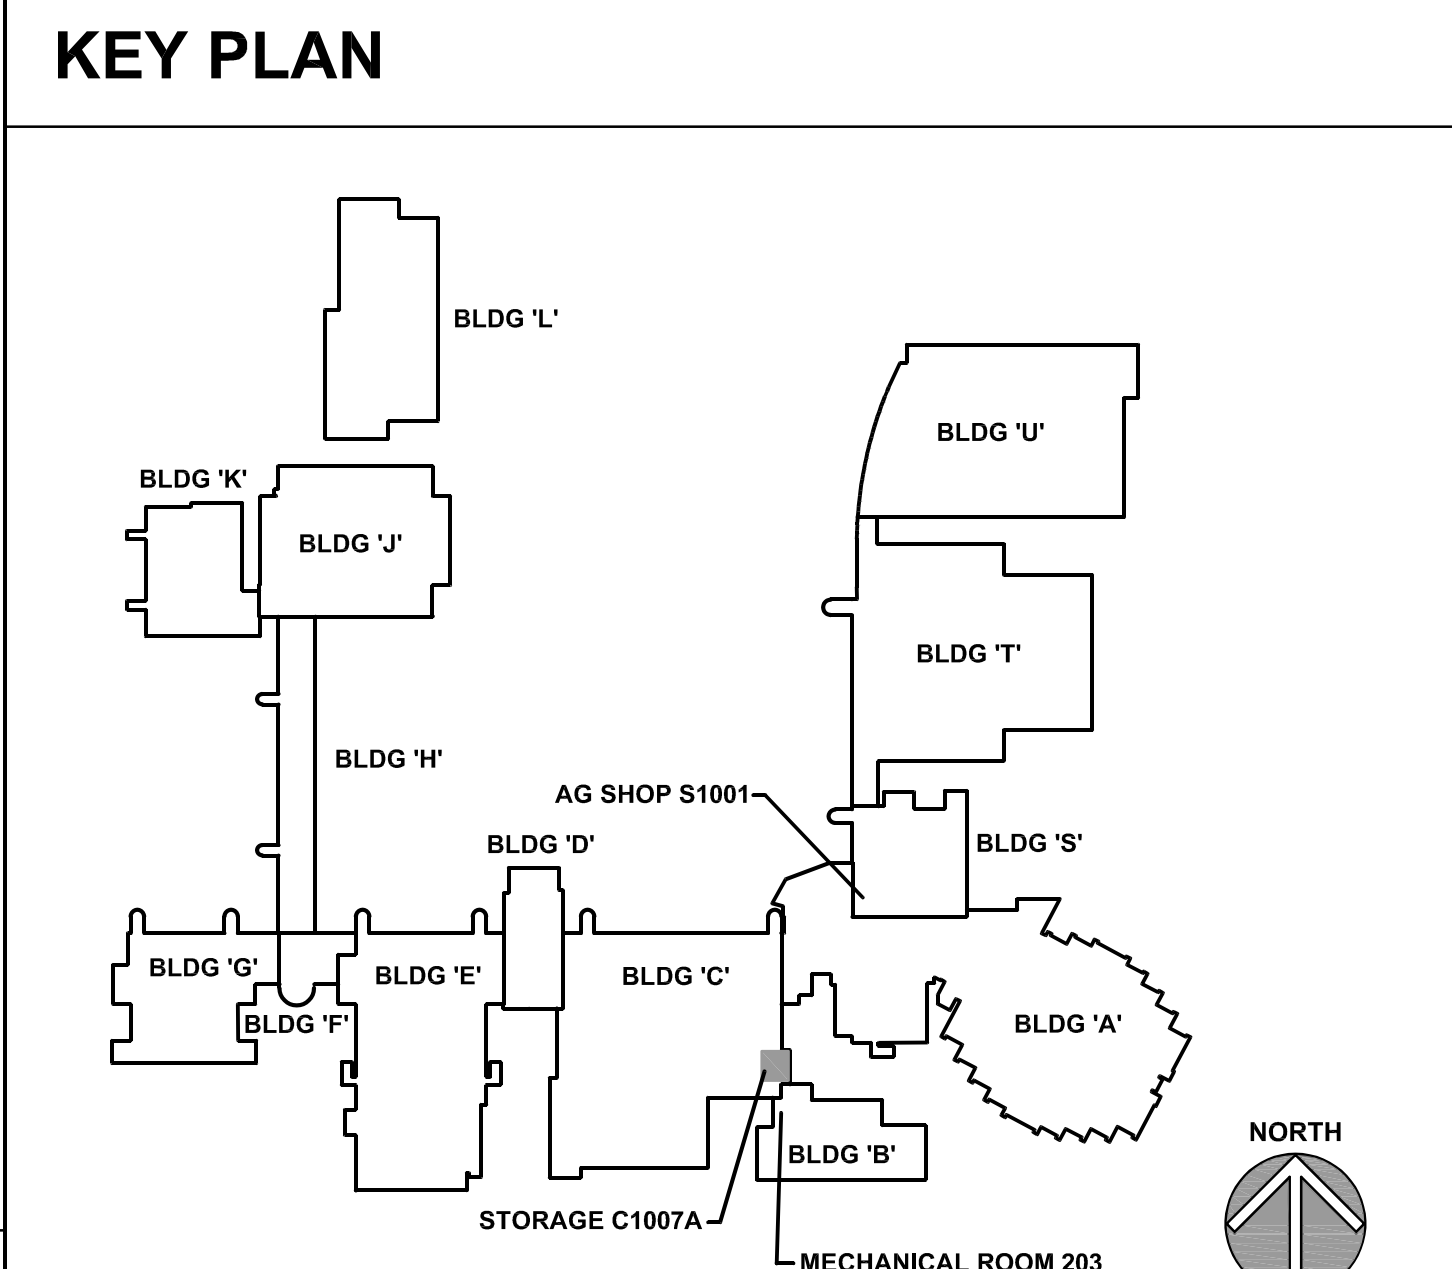 KEY PLAN
BLDG 'L'
BLDG 'U'
BLDG 'K'
BLDG 'J'
BLDG 'T'
BLDG 'H'
AG SHOP S1001
BLDG 'D'
BLDG 'S'
BLDG 'G'
BLDG 'E'
BLDG 'C'
BLDG 'F'
BLDG 'A'
NORTH
BLDG 'B'
STORAGE C1007A
MECHANICAL ROOM 203